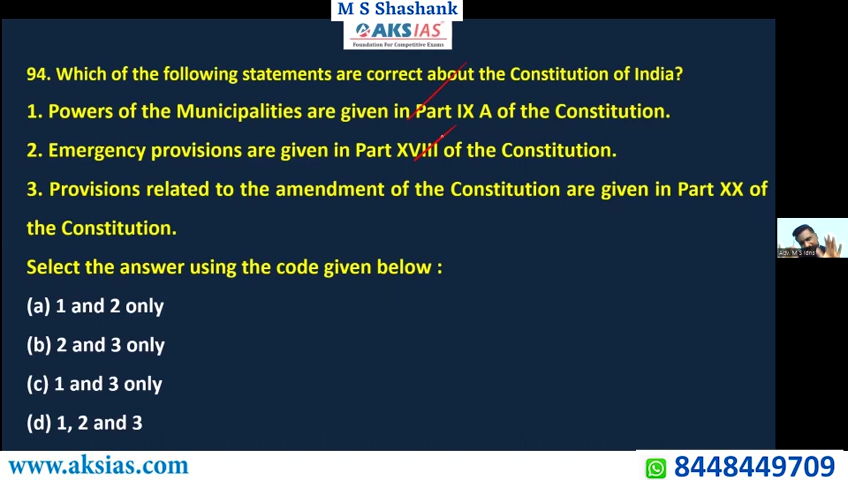 M S Shashank
AKS IAS
Foundation For Competitive Exams
94. Which of the following statements are correct about the Constitution of India?
1. Powers of the Municipalities are given in Part IX A of the Constitution.
2. Emergency provisions are given in Part XVIII of the Constitution.
3. Provisions related to the amendment of the Constitution are given in Part XX of
the Constitution.
Select the answer using the code given below :
(a) 1 and 2 only
(b) 2 and 3 only
(c) 1 and 3 only
(d) 1, 2 and 3
Adv. M S
www.aksias.com
8448449709